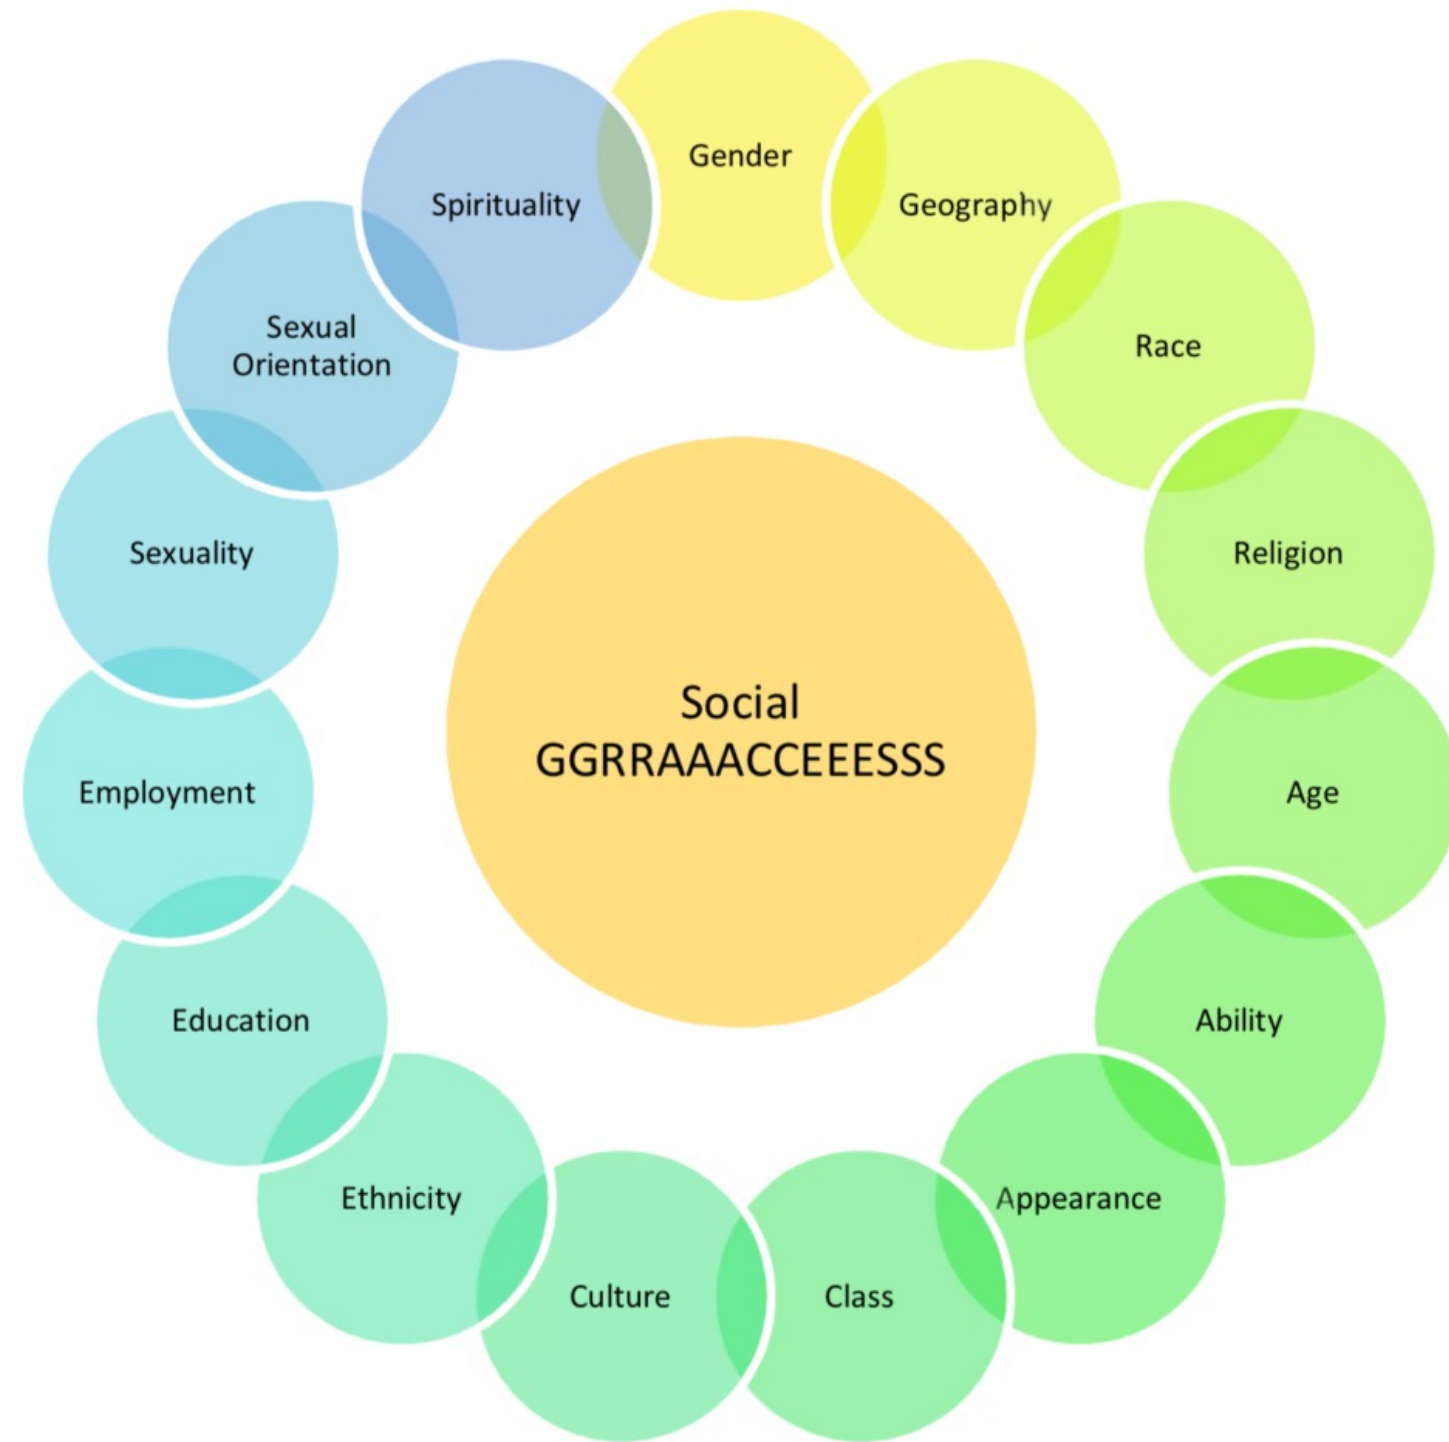 Gender
Geography
Race
Religion
Age
Ability
Appearance
Class
Culture
Ethnicity
Education
Employment
Sexuality
Sexual
Orientation
Spirituality
Social
GGRRAAACCEEESSS